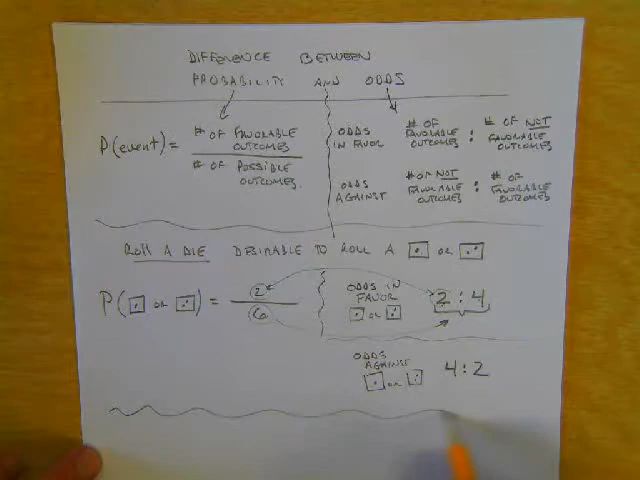 DIFFERENCE BETWEEN
PROBABILITY AND ODDS
P(event) = # OF FAVORABLE OUTCOMES
# OF POSSIBLE OUTCOMES
ODDS IN FAVOR # OF FAVORABLE OUTCOMES : # OF NOT FAVORABLE OUTCOMES
ODDS AGAINST # OF NOT FAVORABLE OUTCOMES : # OF FAVORABLE OUTCOMES
ROLL A DIE DESIRABLE TO ROLL A OR
P( OR ) = 2
6
ODDS IN FAVOR OR 2:4
ODDS AGAINST OR 4:2